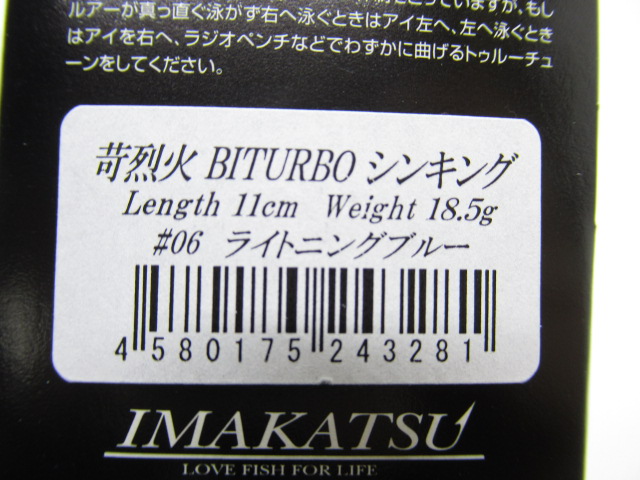 ルアーが真っ直ぐ泳がず右へ泳ぐときはアイ左へ、左へ泳ぐとき
はアイを右へ、ラジオペンチなどでわずかに曲げるトゥルーチュ
ーンをしてください。
苛烈火 BITURBO シンキング
Length 11cm Weight 18.5g
#06 ライトニングブルー
4 580175 243281
IMAKATSU
LOVE FISH FOR LIFE